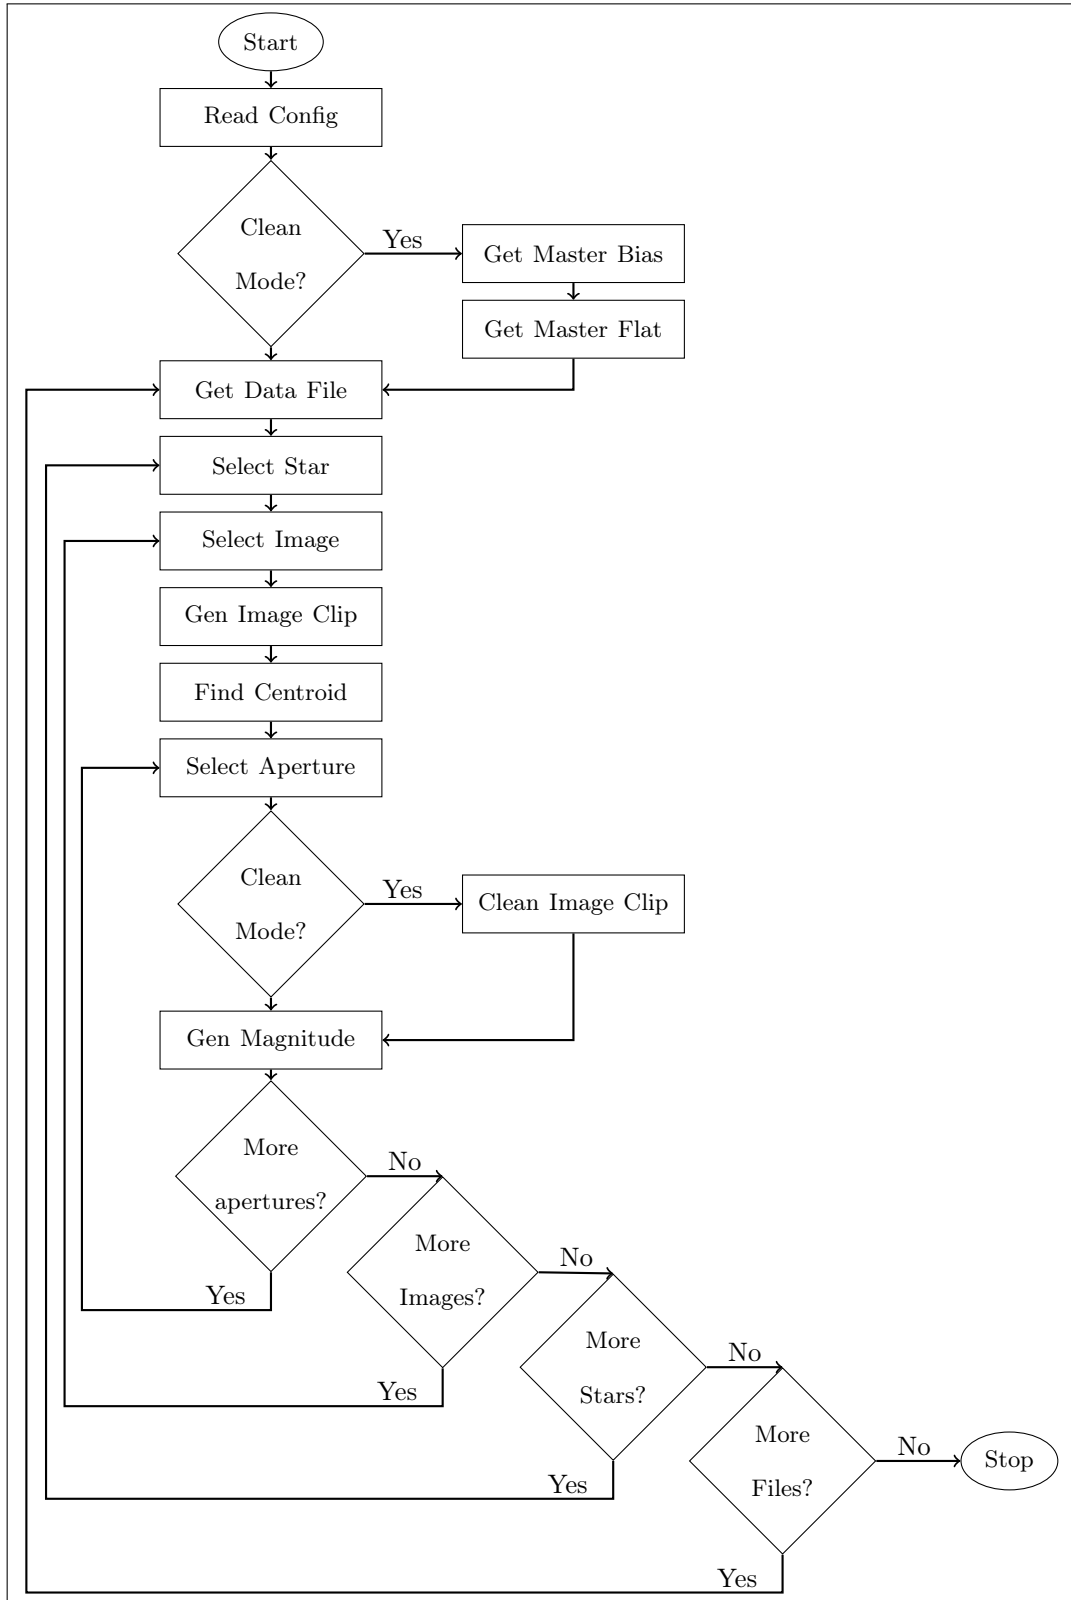 Start
Read Config
Clean
Mode?
Yes
Get Master Bias
Get Master Flat
Get Data File
Select Star
Select Image
Gen Image Clip
Find Centroid
Select Aperture
Clean
Mode?
Yes
Clean Image Clip
Gen Magnitude
More
apertures?
No
Yes
More
Images?
No
Yes
More
Stars?
No
Yes
More
Files?
No
Yes
Stop